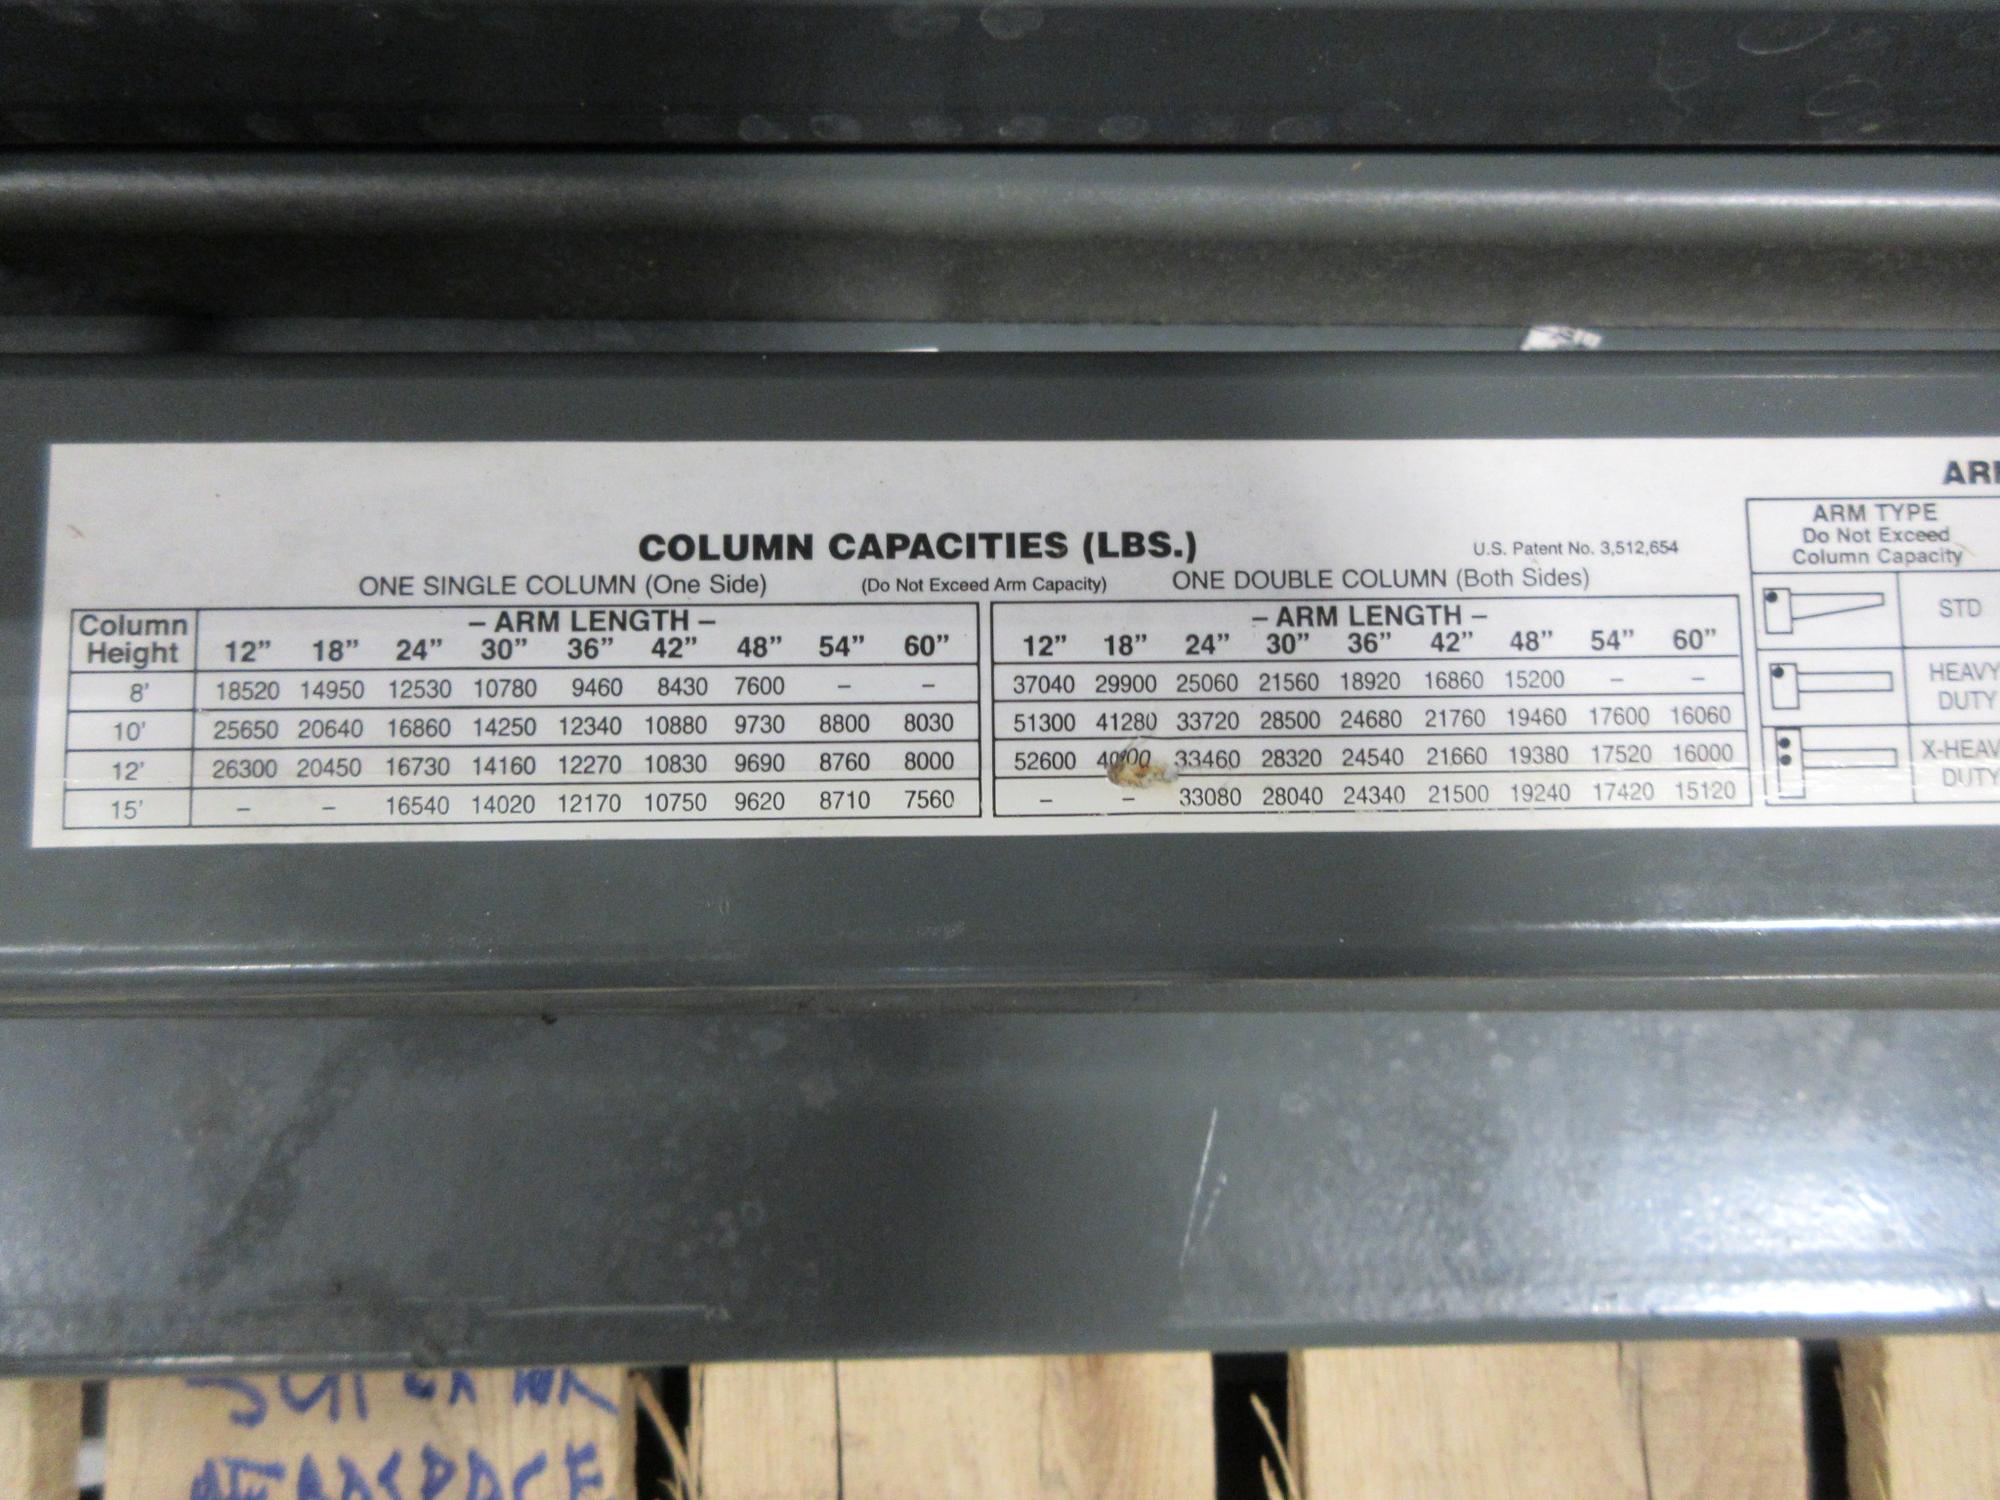 COLUMN CAPACITIES (LBS.)
U.S. Patent No. 3,512,654
ONE SINGLE COLUMN (One Side) (Do Not Exceed Arm Capacity) ONE DOUBLE COLUMN (Both Sides)
Column Height
– ARM LENGTH –
12” 18” 24” 30” 36” 42” 48” 54” 60”
8' 18520 14950 12530 10780 9460 8430 7600 – –
10' 25650 20640 16860 14250 12340 10880 9730 8800 8030
12' 26300 20450 16730 14160 12270 10830 9690 8760 8000
15' – – 16540 14020 12170 10750 9620 8710 7560
– ARM LENGTH –
12” 18” 24” 30” 36” 42” 48” 54” 60”
37040 29900 25060 21560 18920 16860 15200 – –
51300 41280 33720 28500 24680 21760 19460 17600 16060
52600 33460 28320 24540 21660 19380 17520 16000
– – 33080 28040 24340 21500 19240 17420 15120
ARM TYPE
Do Not Exceed
Column Capacity
STD
HEAVY
DUTY
X-HEAV
DUTY